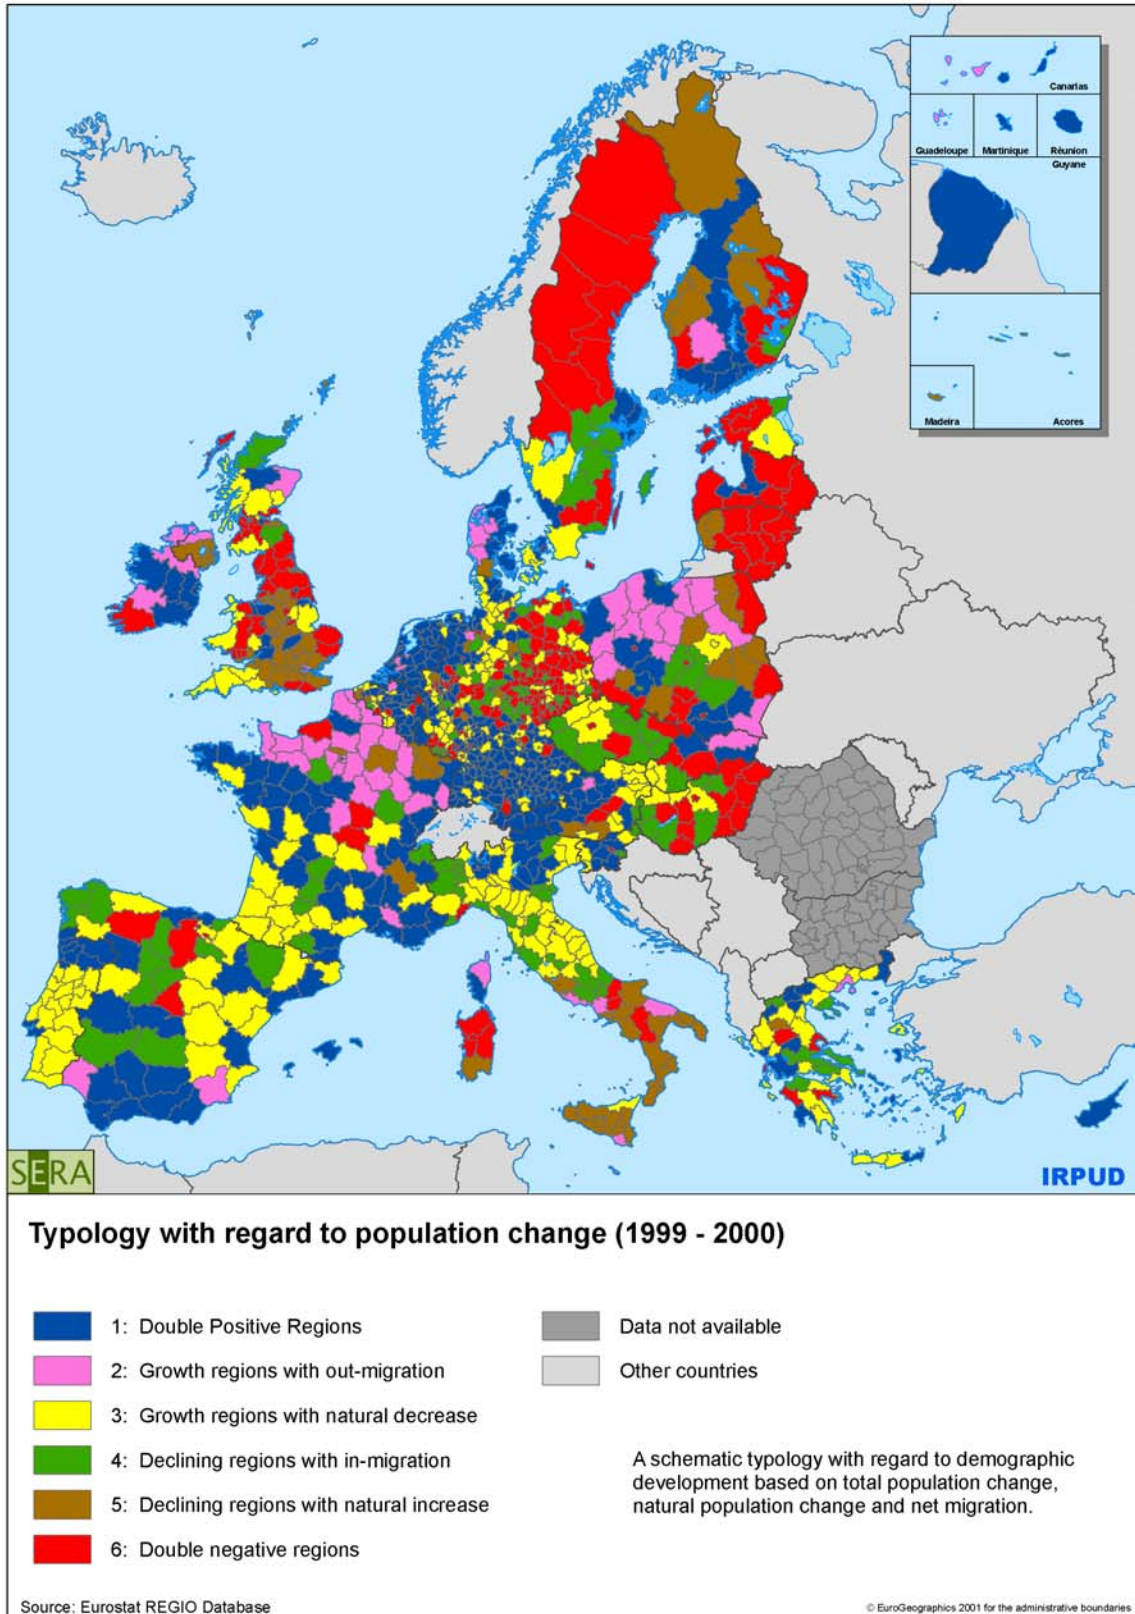 Canarias
Guadeloupe
Martinique
Réunion
Guyane
Madeira
Acores
SERA
IRPUD
Typology with regard to population change (1999 - 2000)
1: Double Positive Regions
2: Growth regions with out-migration
3: Growth regions with natural decrease
4: Declining regions with in-migration
5: Declining regions with natural increase
6: Double negative regions
Data not available
Other countries
A schematic typology with regard to demographic
development based on total population change,
natural population change and net migration.
Source: Eurostat REGIO Database
© EuroGeographics 2001 for the administrative boundaries